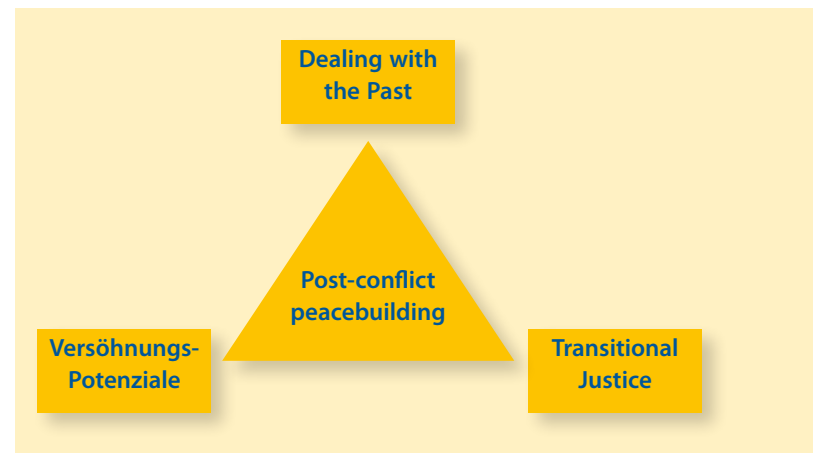 Dealing with
the Past
Post-conflict
peacebuilding
Versöhnungs-
Potenziale
Transitional
Justice